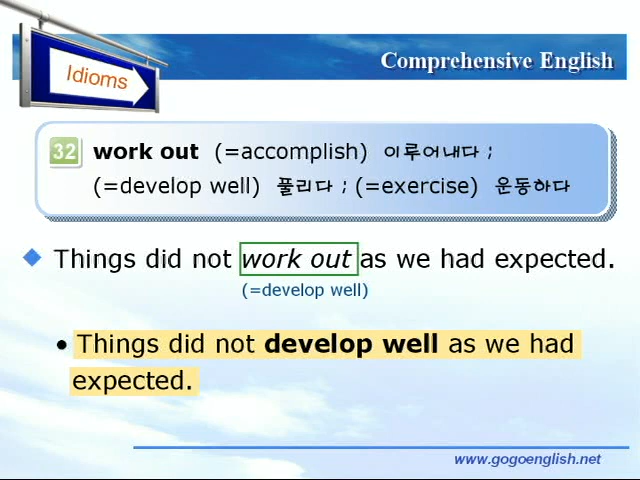 Idioms
Comprehensive English
32 work out (=accomplish) 이루어내다 ;
(=develop well) 풀리다 ; (=exercise) 운동하다
Things did not work out as we had expected.
(=develop well)
• Things did not develop well as we had
expected.
www.gogoenglish.net